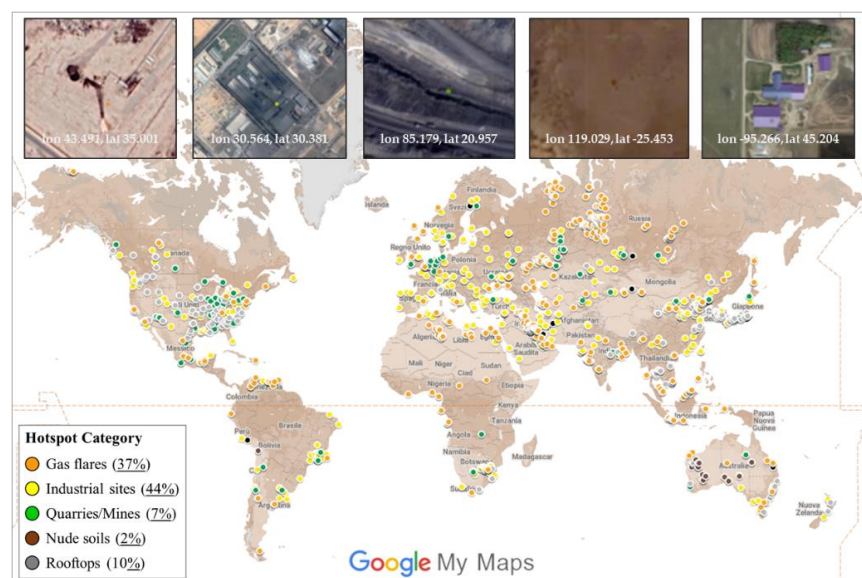 lon 43.491, lat 35.001
lon 30.564, lat 30.381
lon 85.179, lat 20.957
lon 119.029, lat -25.453
lon -95.266, lat 45.204
Finlandia
Islanda
Svezia
Norvegia
Russia
Canada
Regno Unito
Polonia
Francia
Kazakistan
Mongolia
Italia
Afghanistan
Giappone
Pakistan
Algeria
Libia
Arabia
Saudita
Messico
Mali
Niger
Ciad
Sudan
Thailandia
Nigeria
Etiopia
Colombia
Kenya
Indonesia
Papua
Nuova
Guinea
Tanzania
Brasile
Perù
Angola
Bolivia
Namibia
Botswana
Madagascar
Australia
Argentina
Nuova
Zelanda
Hotspot Category
Gas flares (37%)
Industrial sites (44%)
Quarries/Mines (7%)
Nude soils (2%)
Rooftops (10%)
Google My Maps